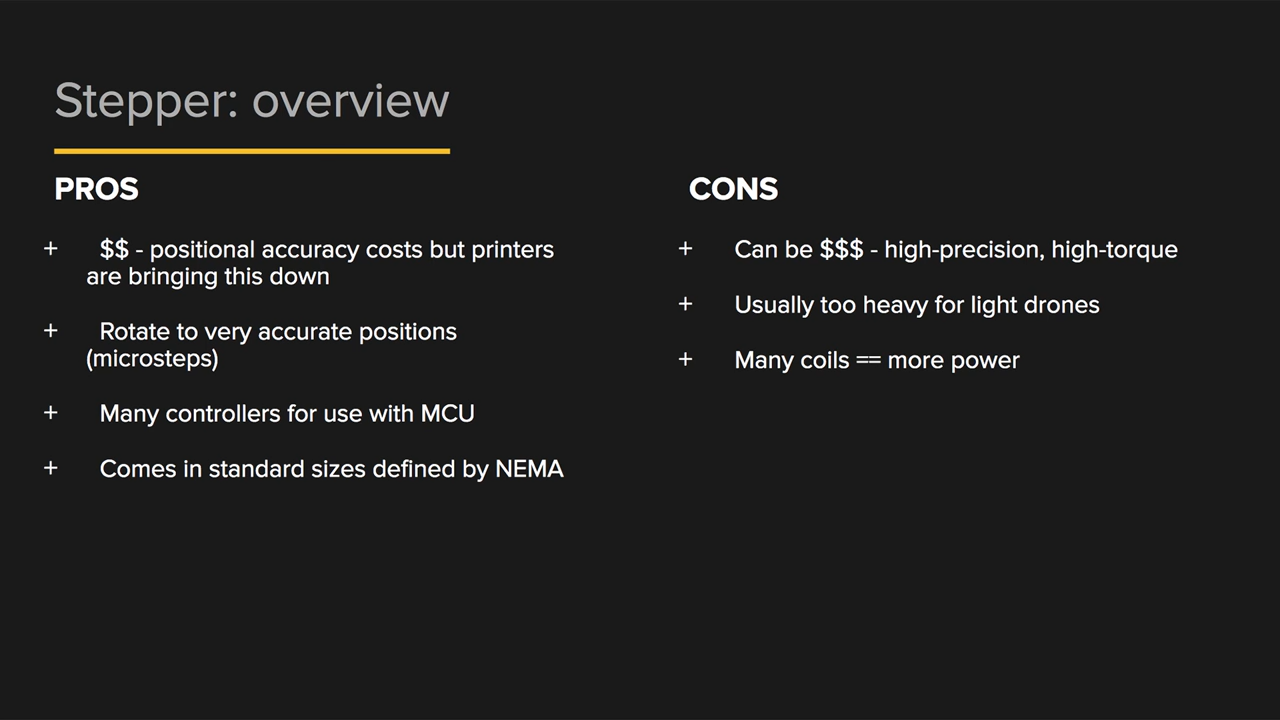 Stepper: overview
PROS
+ $$ - positional accuracy costs but printers
are bringing this down
+ Rotate to very accurate positions
(microsteps)
+ Many controllers for use with MCU
+ Comes in standard sizes defined by NEMA
CONS
+ Can be $$$ - high-precision, high-torque
+ Usually too heavy for light drones
+ Many coils == more power